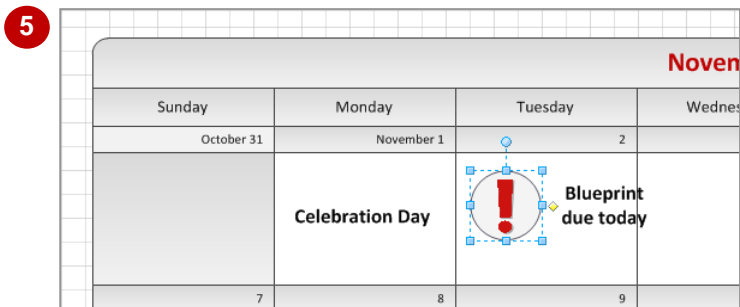 5
Novem
Sunday Monday Tuesday Wednes
October 31 November 1 2
Celebration Day
Blueprint
due today
7 8 9